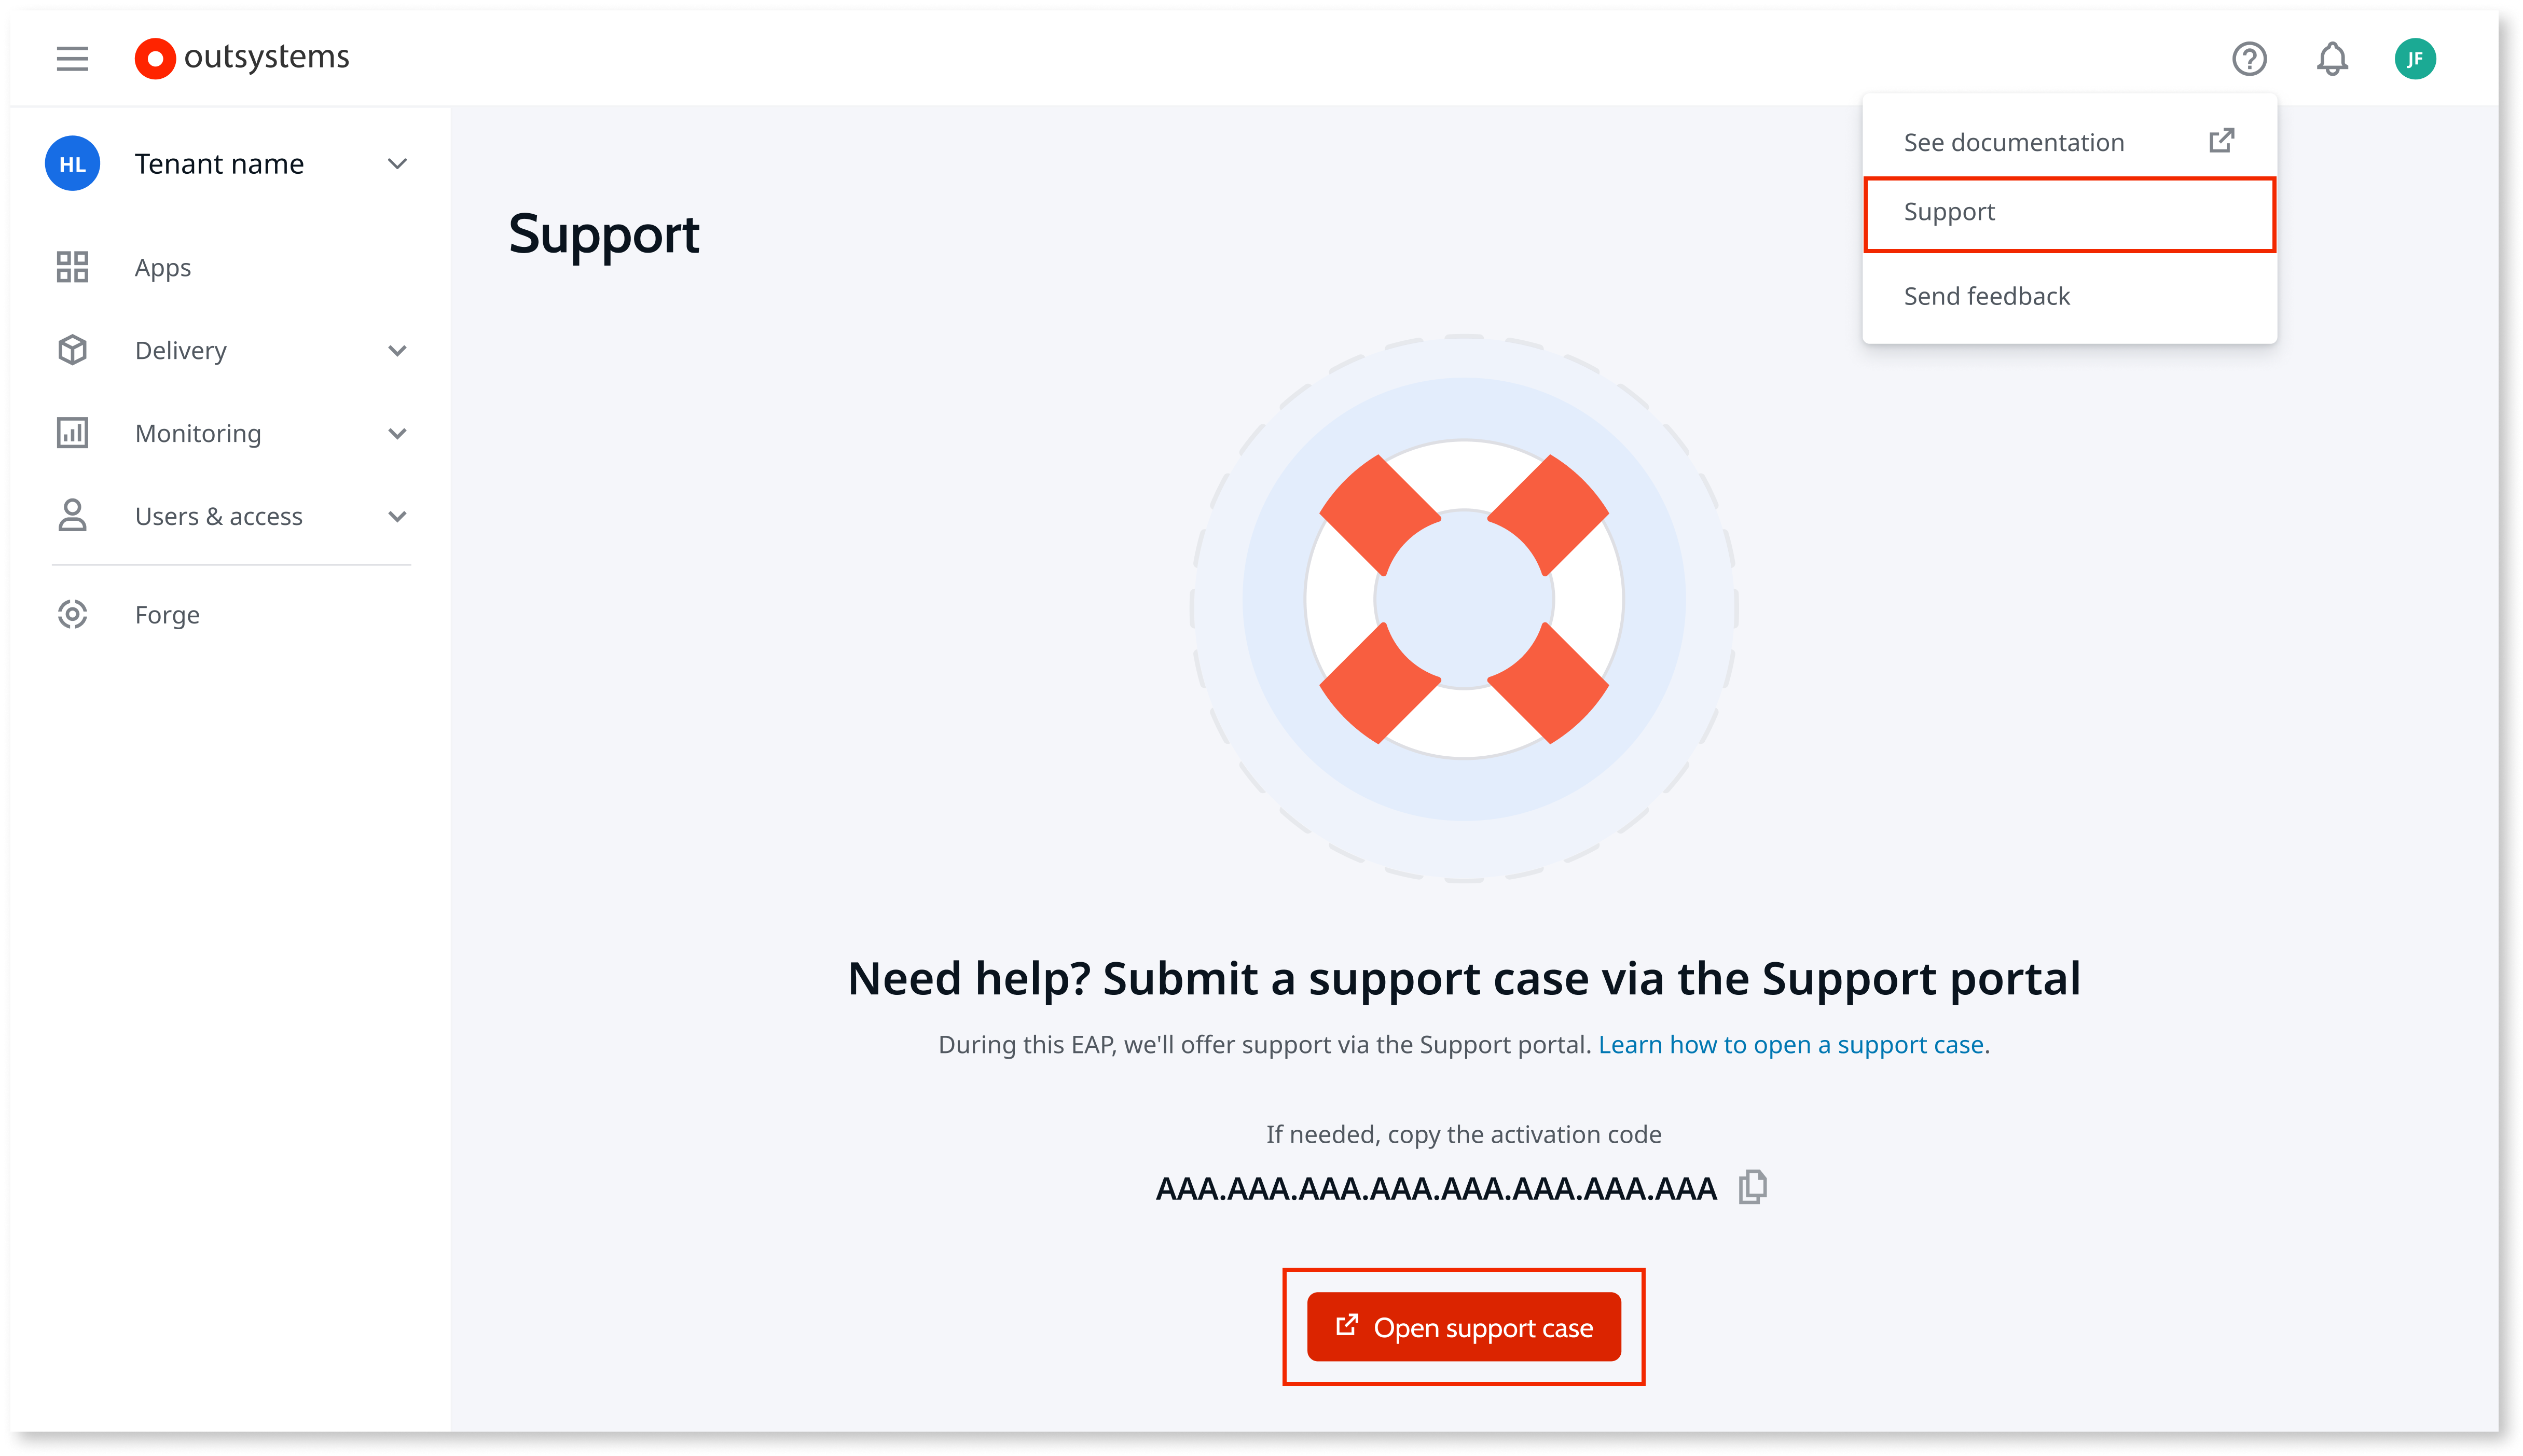 outsystems
JF
HL
Tenant name
Apps
Delivery
Monitoring
Users & access
Forge
See documentation
Support
Send feedback
Support
Need help? Submit a support case via the Support portal
During this EAP, we'll offer support via the Support portal. Learn how to open a support case.
If needed, copy the activation code
AAA.AAA.AAA.AAA.AAA.AAA.AAA.AAA
Open support case